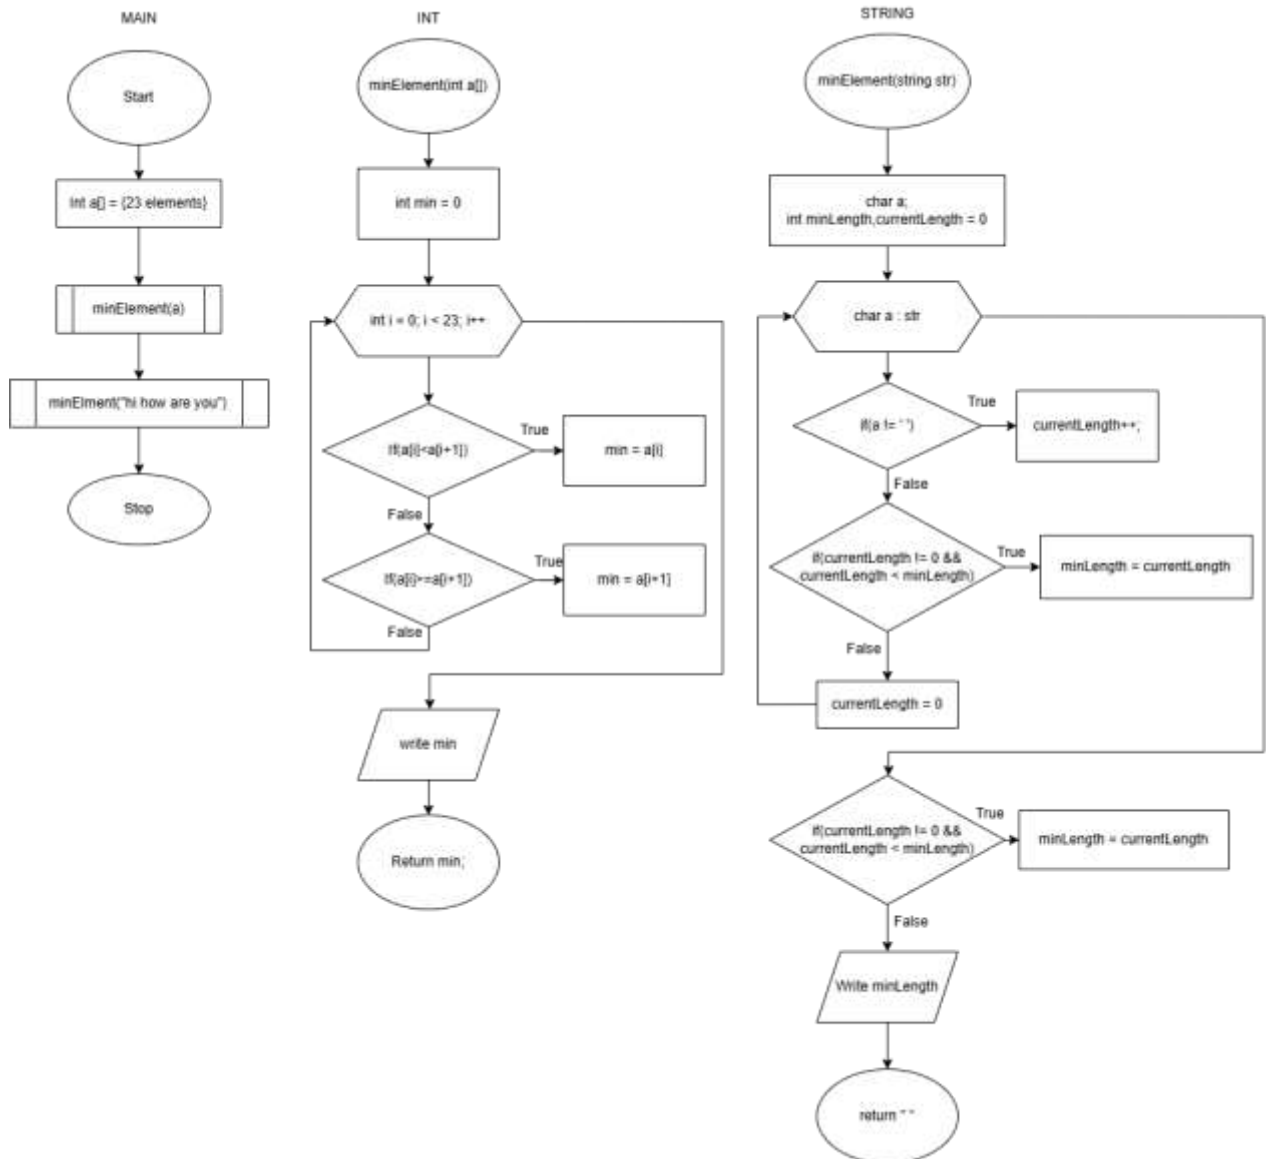 MAIN
Start
Int a[] = {23 elements}
minElement(a)
minElment("hi how are you")
Stop
INT
minElement(int a[])
int min = 0
int i = 0; i < 23; i++
If(a[i]<a[i+1])
True
min = a[i]
False
If(a[i]>=a[i+1])
True
min = a[i+1]
False
write min
Return min;
STRING
minElement(string str)
char a;
int minLength,currentLength = 0
char a : str
if(a != ' ')
True
currentLength++;
False
if(currentLength != 0 &&
currentLength < minLength)
True
minLength = currentLength
False
currentLength = 0
if(currentLength != 0 &&
currentLength < minLength)
True
minLength = currentLength
False
Write minLength
return " "